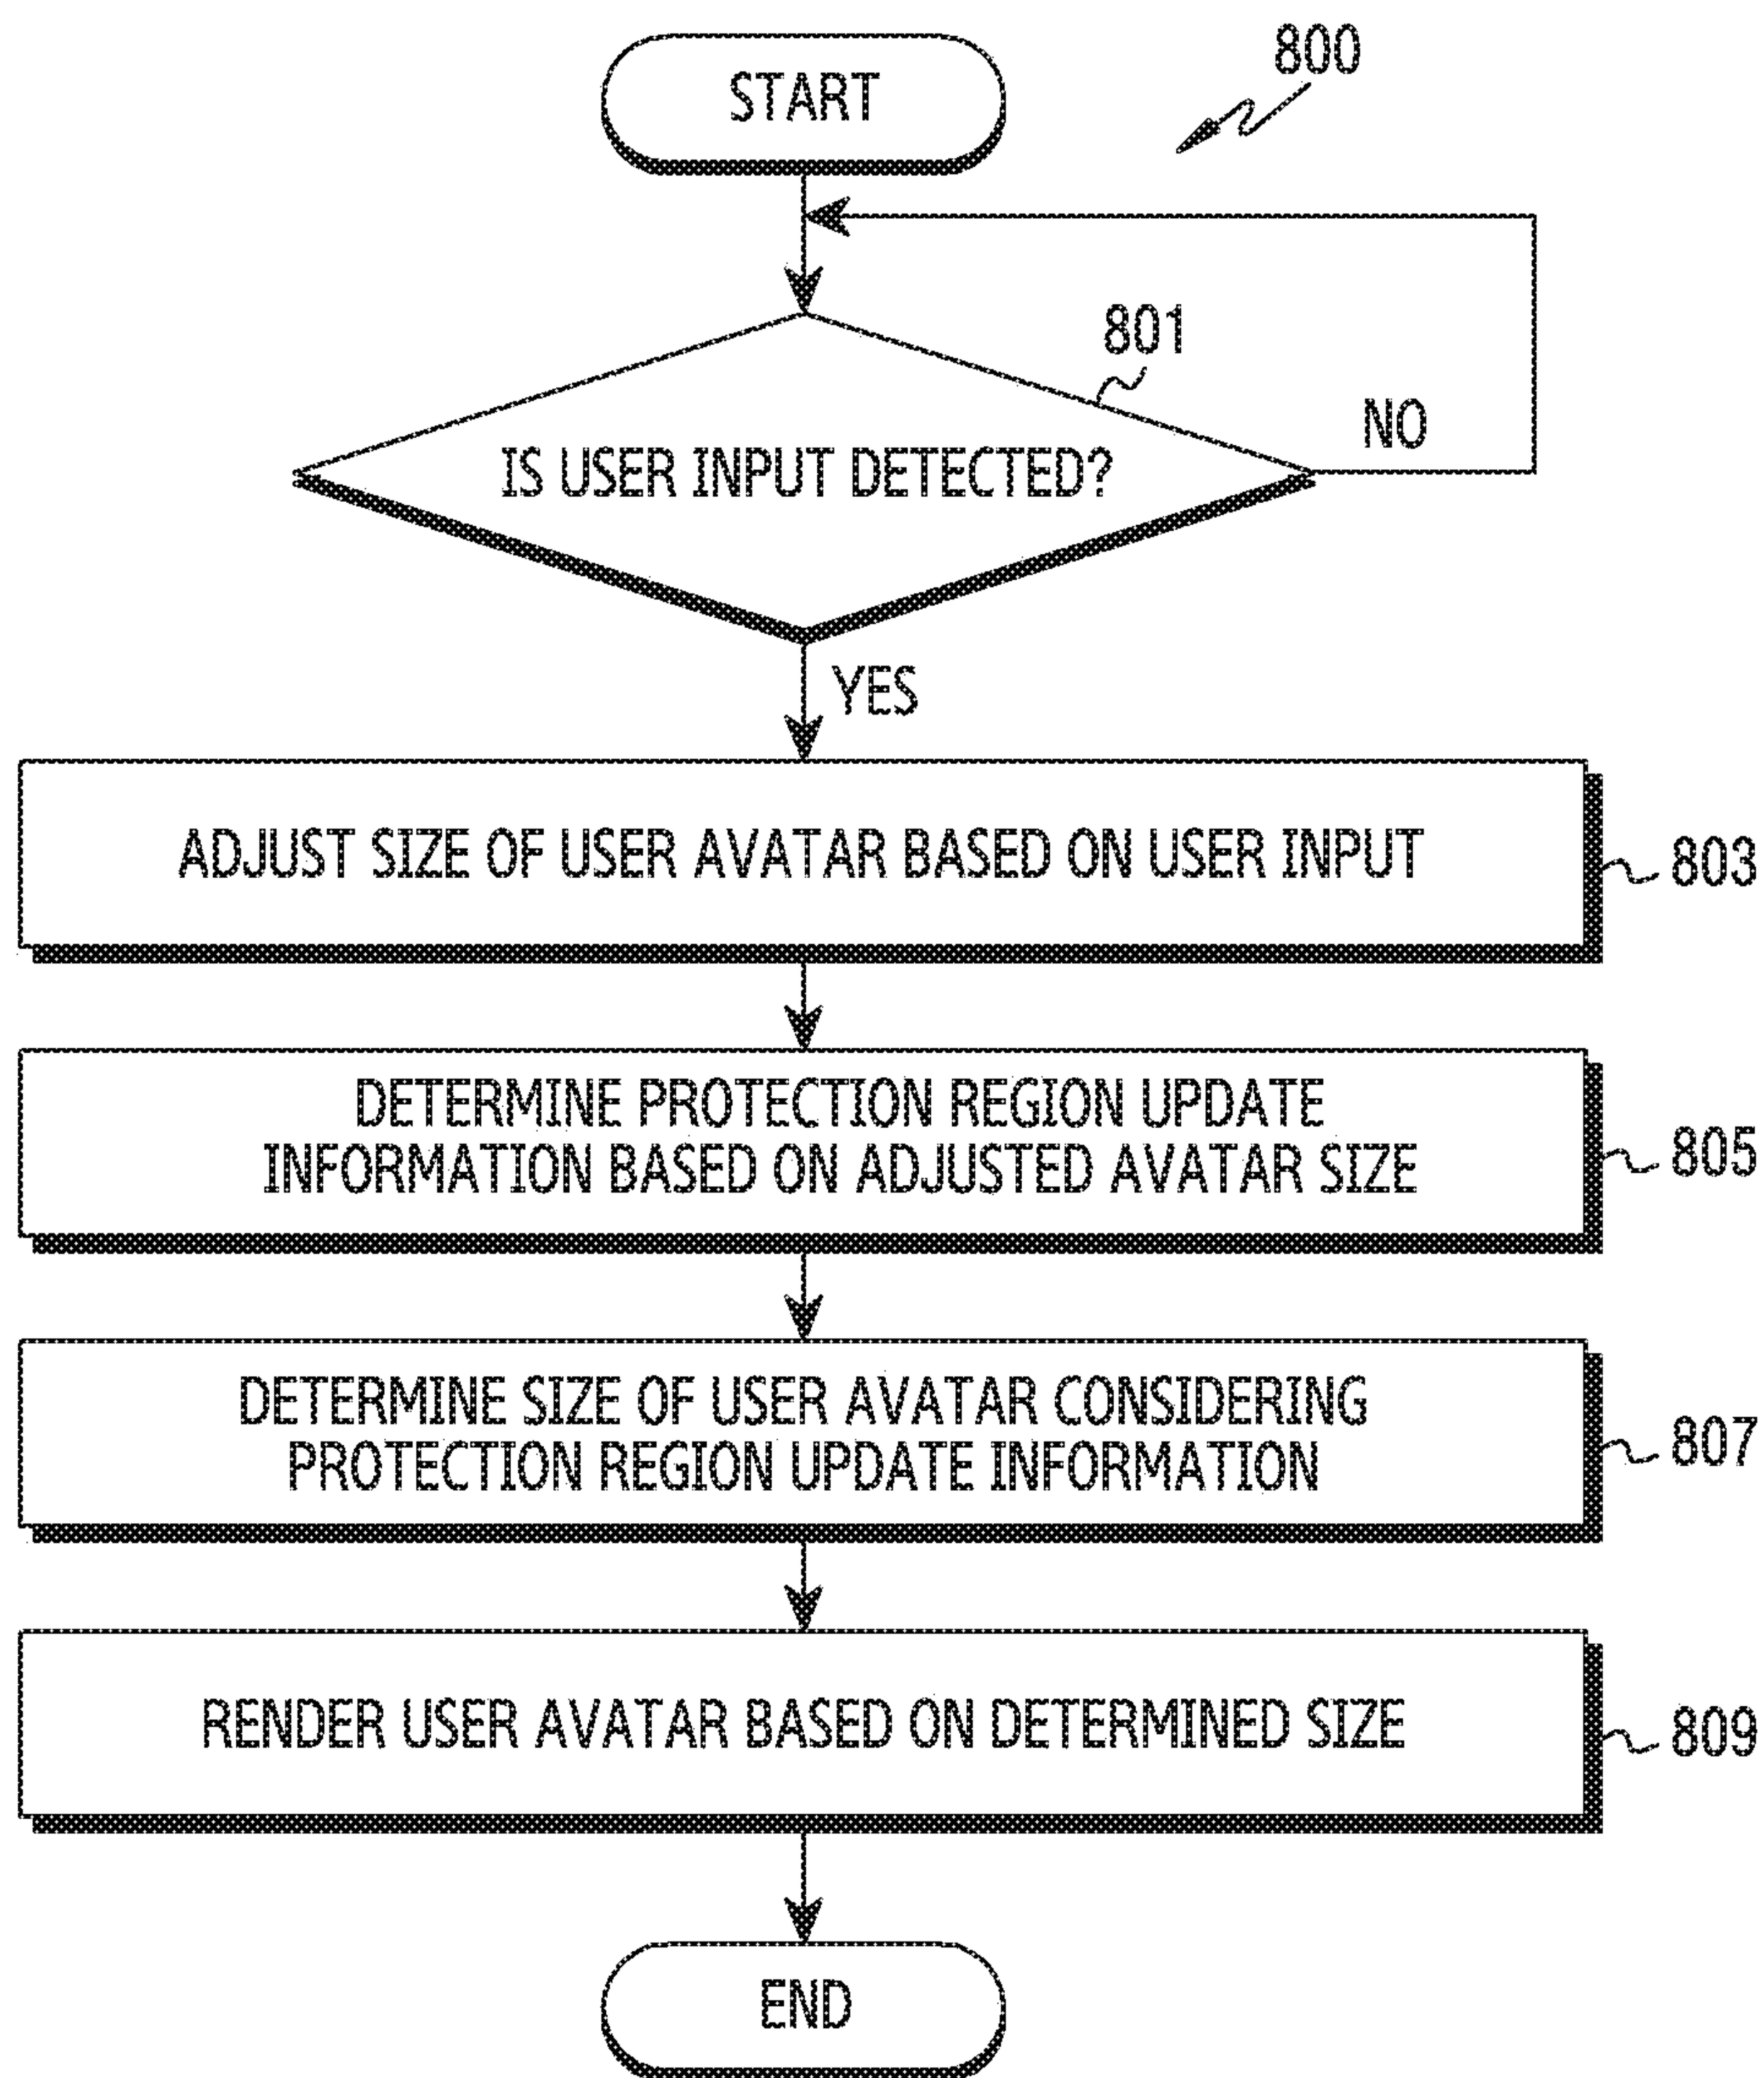 START
800
801
IS USER INPUT DETECTED?
NO
YES
ADJUST SIZE OF USER AVATAR BASED ON USER INPUT
803
DETERMINE PROTECTION REGION UPDATE
INFORMATION BASED ON ADJUSTED AVATAR SIZE
805
DETERMINE SIZE OF USER AVATAR CONSIDERING
PROTECTION REGION UPDATE INFORMATION
807
RENDER USER AVATAR BASED ON DETERMINED SIZE
809
END